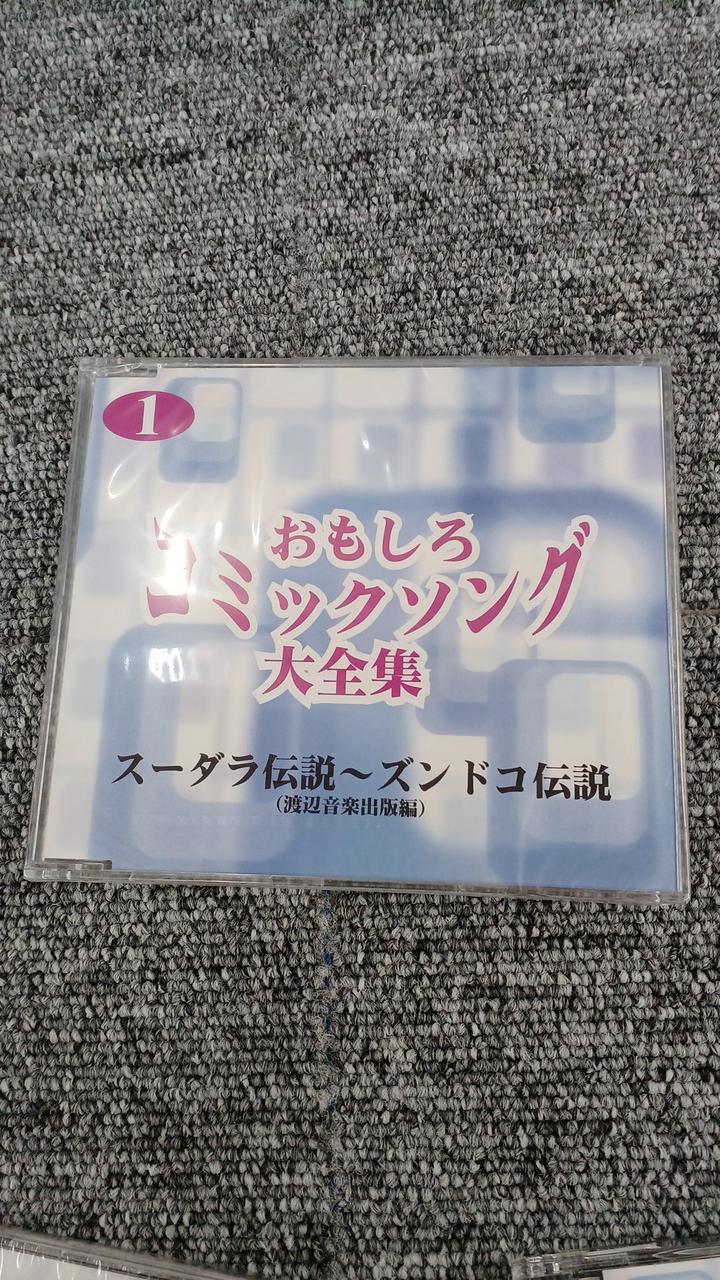 1
おもしろ
コミックソング
大全集
スーダラ伝説～ズンドコ伝説
（渡辺音楽出版編）